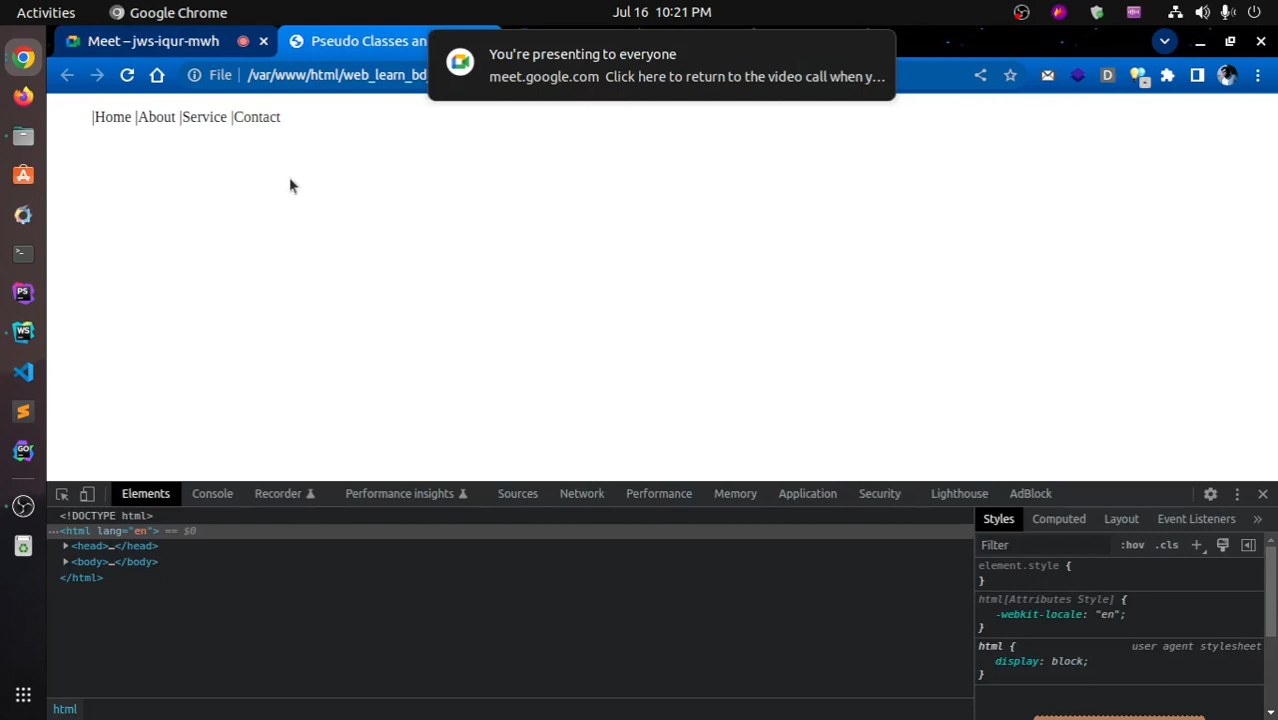 Activities
Google Chrome
Jul 16 10:21 PM
Meet – jws-iqur-mwh
Pseudo Classes an
You're presenting to everyone
meet.google.com Click here to return to the video call when y…
File
/var/www/html/web_learn_bd
D
|Home |About |Service |Contact
PS
WS
GO
Elements
Console
Recorder
Performance insights
Sources
Network
Performance
Memory
Application
Security
Lighthouse
AdBlock
<!DOCTYPE html>
…<html lang="en"> == $0
<head>…</head>
<body>…</body>
</html>
html
Styles
Computed
Layout
Event Listeners
»
Filter
:hov
.cls
+
element.style {
}
html[Attributes Style] {
-webkit-locale: "en";
}
html {
user agent stylesheet
display: block;
}